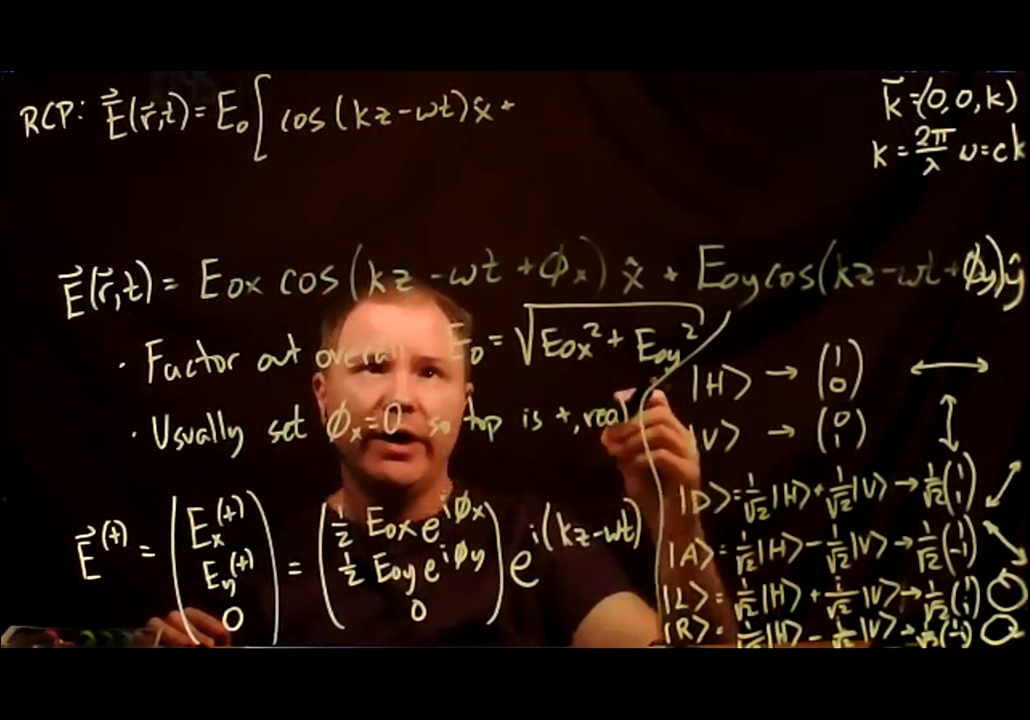 RCP: E⃗(r⃗,t) = E₀[cos(kz-ωt)x̂ +
k⃗ = (0,0,k)
k = 2π/λ ω=ck
E⃗(r⃗,t) = E₀ₓ cos(kz-ωt+ϕₓ) x̂ + E₀y cos(kz-ωt+ϕy)ŷ
· Factor out overall E₀ = √(E₀ₓ² + E₀y²)
· Usually set ϕₓ=0 so top is +, real
E⃗⁽⁺⁾ = (Eₓ⁽⁺⁾, Ey⁽⁺⁾, 0) = (½ E₀ₓ e^{iϕₓ}, ½ E₀y e^{iϕy}, 0) e^{i(kz-ωt)}
|H⟩ → (1 0) ↔
|V⟩ → (0 1) ↕
|D⟩ = 1/√2|H⟩ + 1/√2|V⟩ → 1/√2(1 1)
|A⟩ = 1/√2|H⟩ - 1/√2|V⟩ → 1/√2(1 -1)
|L⟩ = 1/√2|H⟩ + i/√2|V⟩ → 1/√2(1 i)
|R⟩ = 1/√2|H⟩ - i/√2|V⟩ → 1/√2(1 -i)